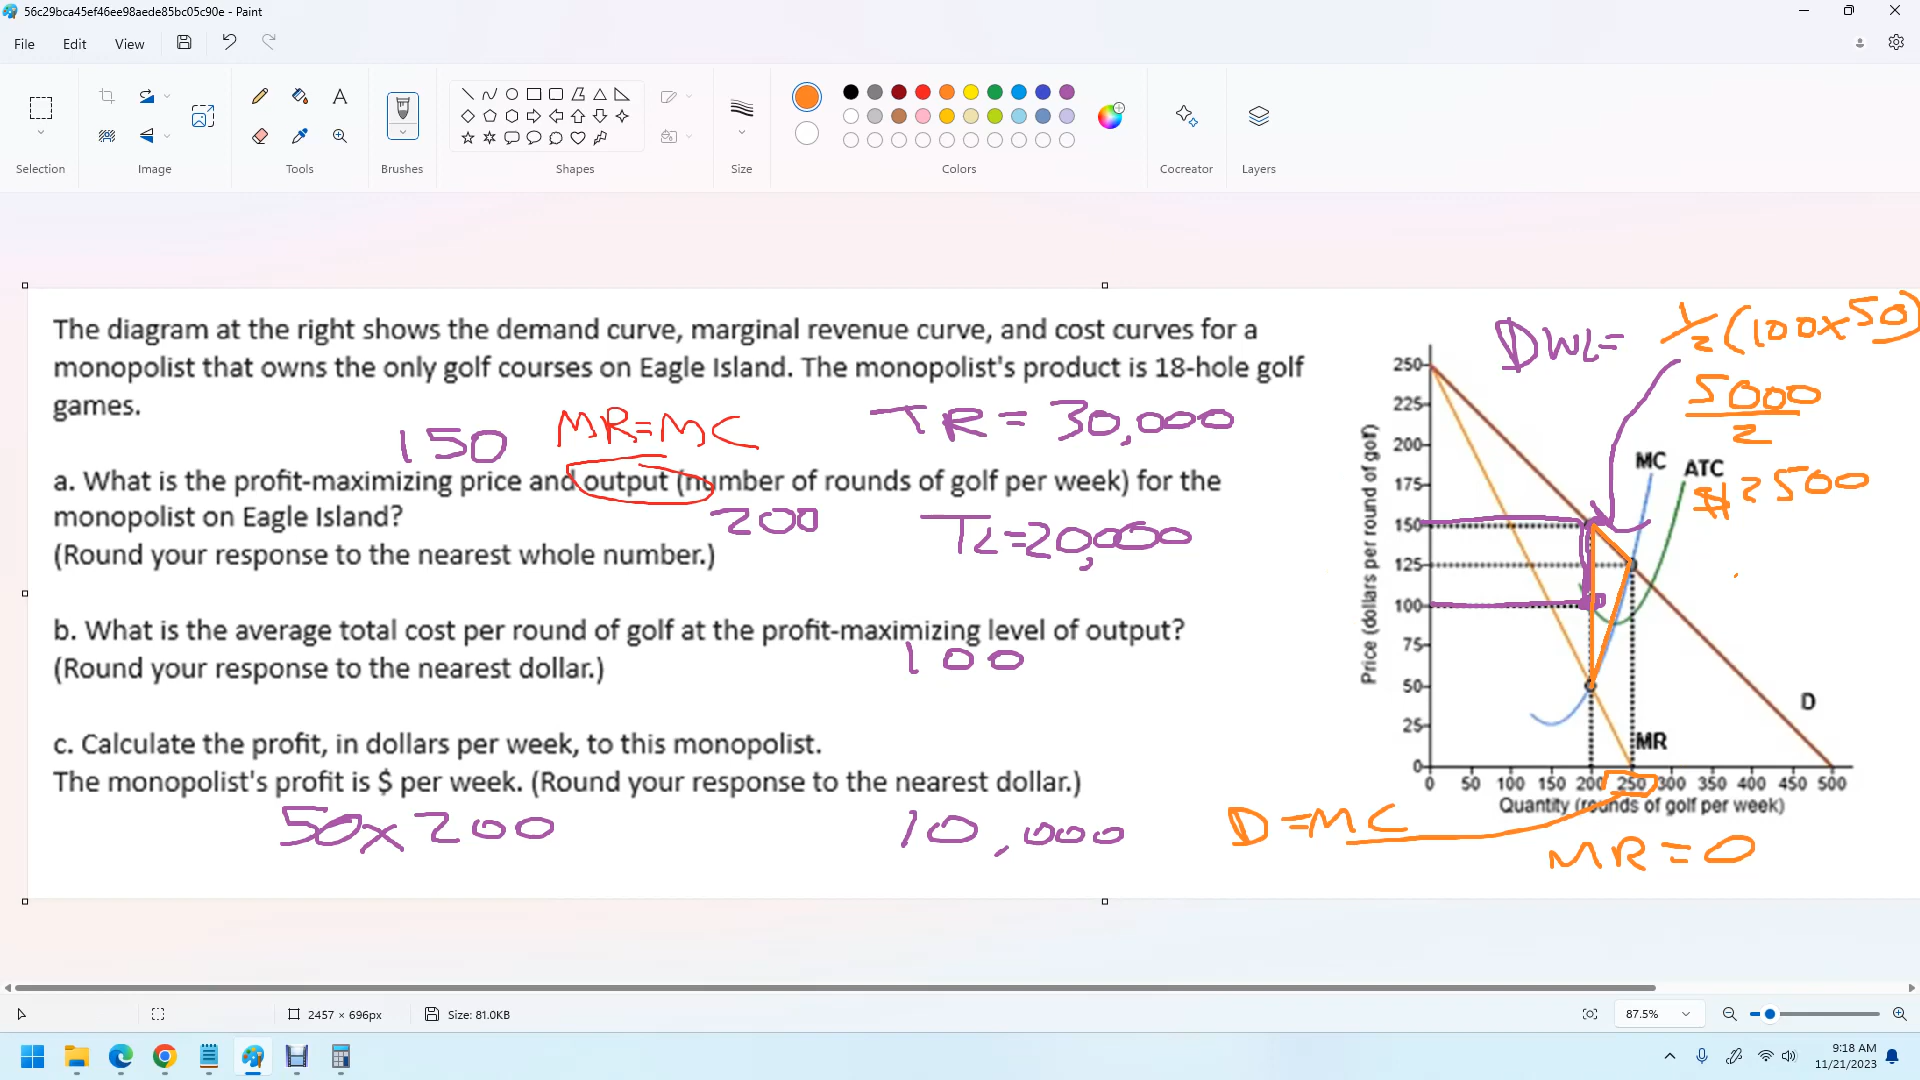 56c29bca45ef46ee98aede85bc05c90e - Paint
File Edit View
Selection Image Tools Brushes Shapes Size Colors Cocreator Layers
The diagram at the right shows the demand curve, marginal revenue curve, and cost curves for a
monopolist that owns the only golf courses on Eagle Island. The monopolist's product is 18-hole golf
games.
150 MR=MC TR = 30,000
a. What is the profit-maximizing price and output (number of rounds of golf per week) for the
monopolist on Eagle Island?
200 TC=20,000
(Round your response to the nearest whole number.)
b. What is the average total cost per round of golf at the profit-maximizing level of output?
100
(Round your response to the nearest dollar.)
c. Calculate the profit, in dollars per week, to this monopolist.
The monopolist's profit is $ per week. (Round your response to the nearest dollar.)
50x200 10,000
DWL= 1/2 (100x50)
5000
2
$2500
Price (dollars per round of golf)
250
225
200
175
150
125
100
75
50
25
0
MC ATC
D
MR
0 50 100 150 200 250 300 350 400 450 500
Quantity (rounds of golf per week)
D=MC
MR=0
2457 × 696px Size: 81.0KB 87.5%
9:18 AM
11/21/2023